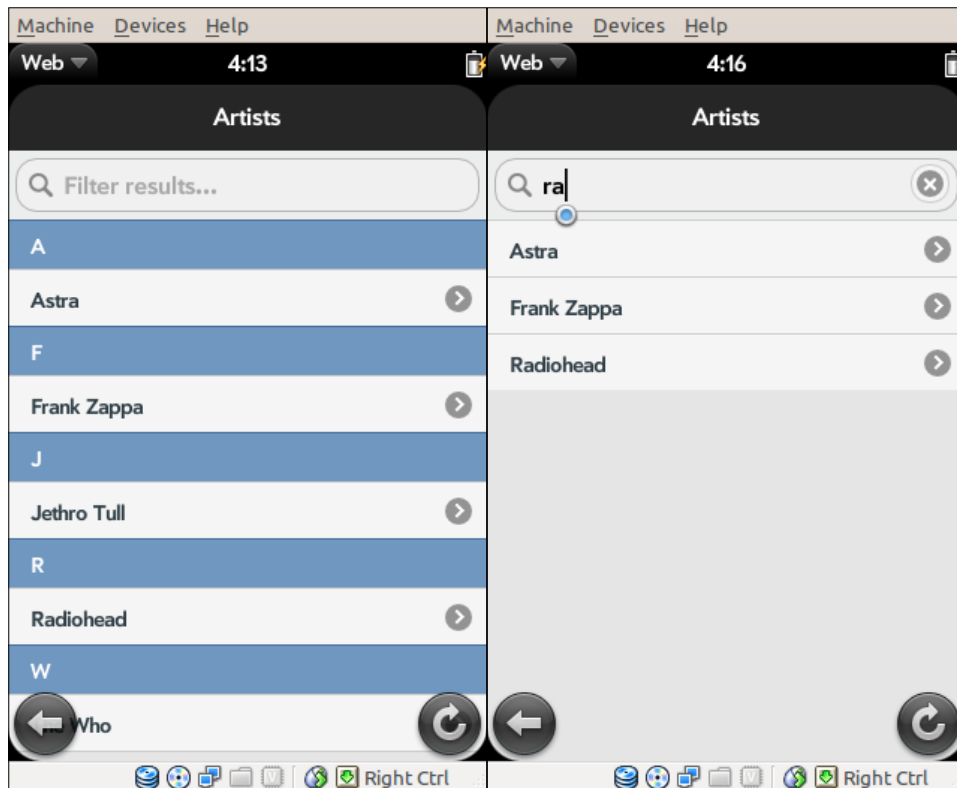 Machine Devices Help
Web 4:13
Artists
Filter results...
A
Astra
F
Frank Zappa
J
Jethro Tull
R
Radiohead
W
Who
Right Ctrl
Machine Devices Help
Web 4:16
Artists
ra
Astra
Frank Zappa
Radiohead
Right Ctrl